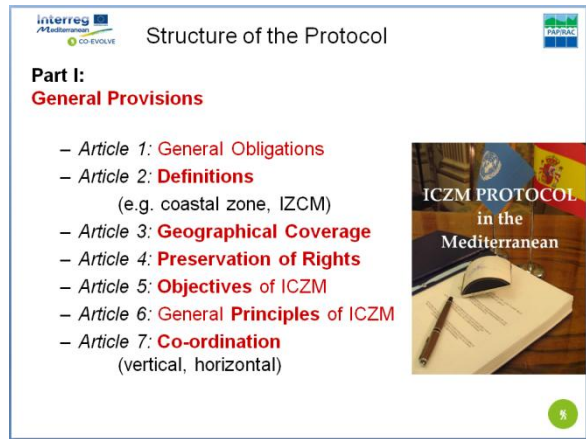 Interreg
Mediterranean
CO-EVOLVE
Structure of the Protocol
PAP/RAC
Part I:
General Provisions
– Article 1: General Obligations
– Article 2: Definitions
(e.g. coastal zone, IZCM)
– Article 3: Geographical Coverage
– Article 4: Preservation of Rights
– Article 5: Objectives of ICZM
– Article 6: General Principles of ICZM
– Article 7: Co-ordination
(vertical, horizontal)
ICZM PROTOCOL
in the
Mediterranean